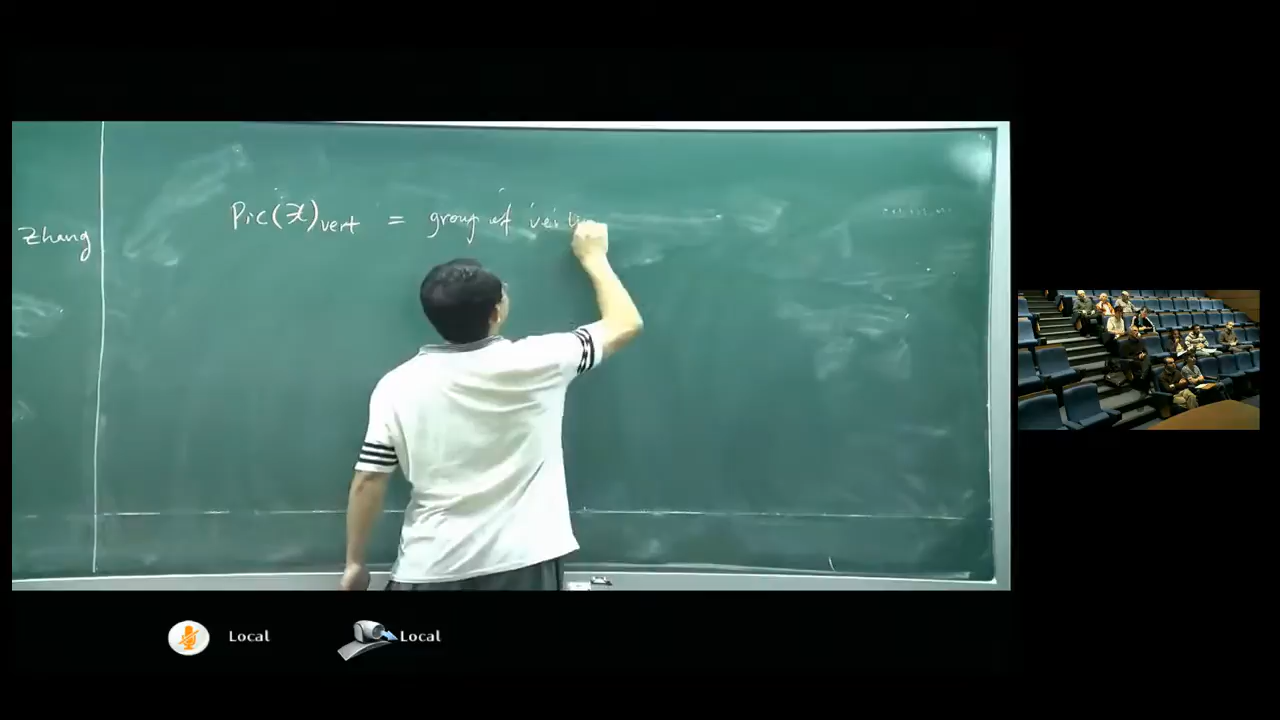 Zhang
Pic(𝒳)vert = group of
Local
Local